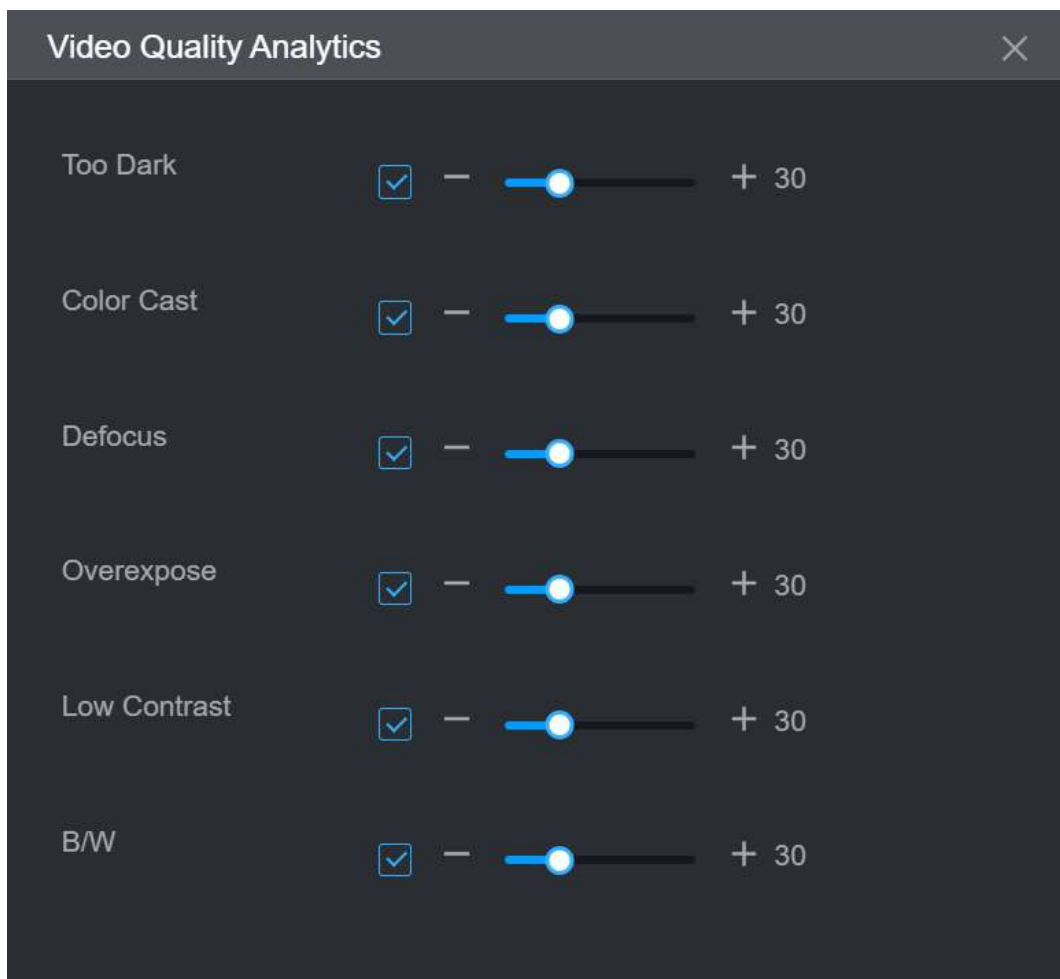 Video Quality Analytics
Too Dark 30
Color Cast 30
Defocus 30
Overexpose 30
Low Contrast 30
B/W 30